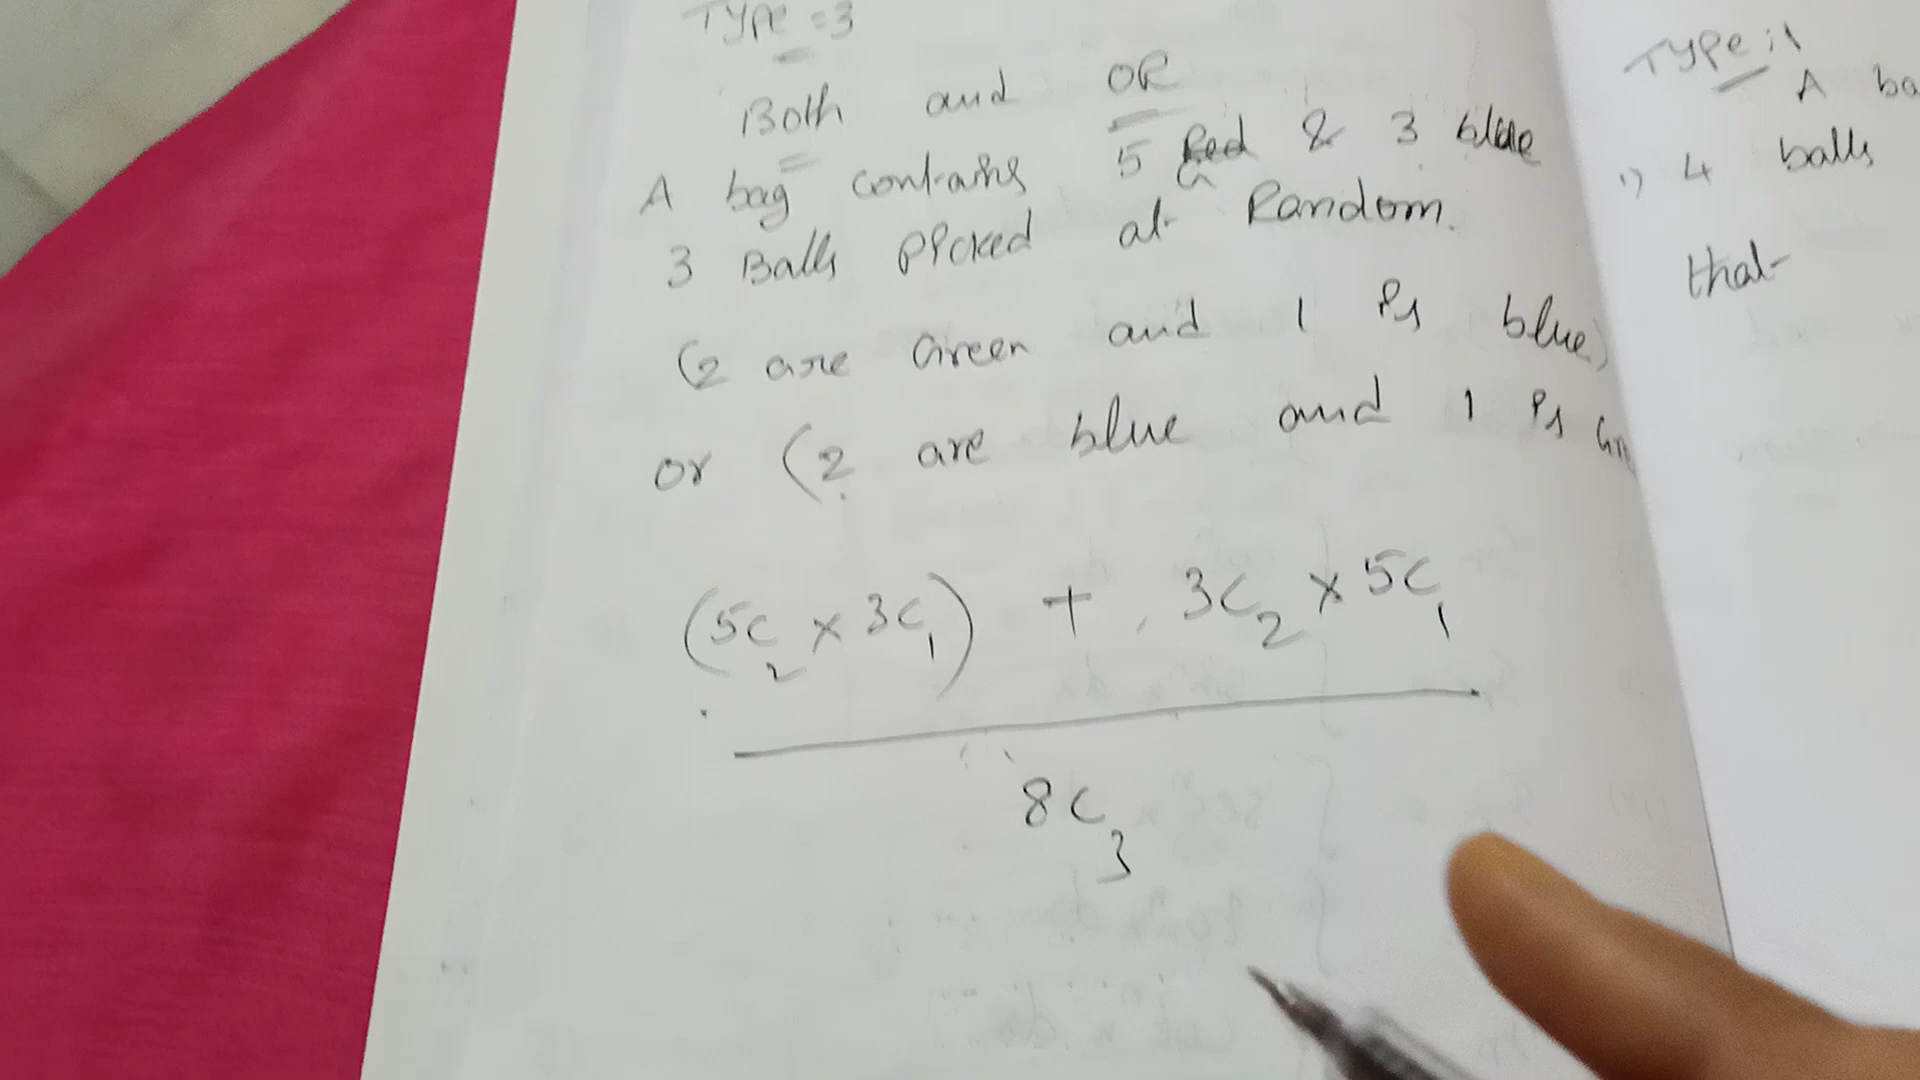 TYPE =3
Both and OR
A bag contains 5 Red G & 3 blue
3 Balls Picked at Random.
(2 are Green and 1 is blue)
or (2 are blue and 1 is
(5C2 x 3C1) + 3C2 x 5C1
8C3
TYPE :1
A
1) 4 balls
that